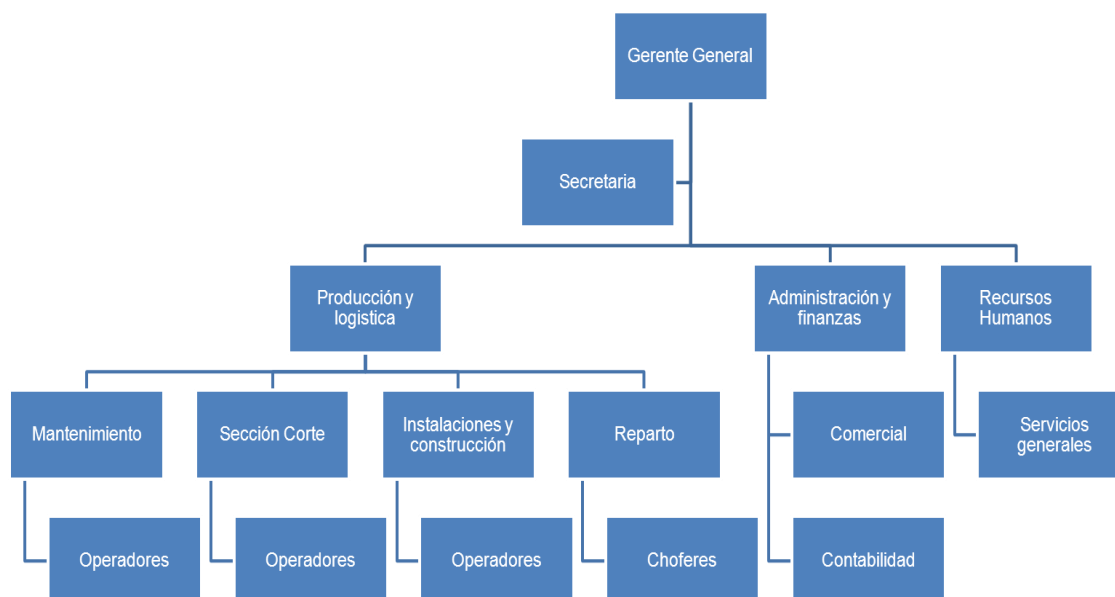 Gerente General
Secretaria
Producción y
logistica
Administración y
finanzas
Recursos
Humanos
Mantenimiento
Sección Corte
Instalaciones y
construcción
Reparto
Comercial
Servicios
generales
Operadores
Operadores
Operadores
Choferes
Contabilidad